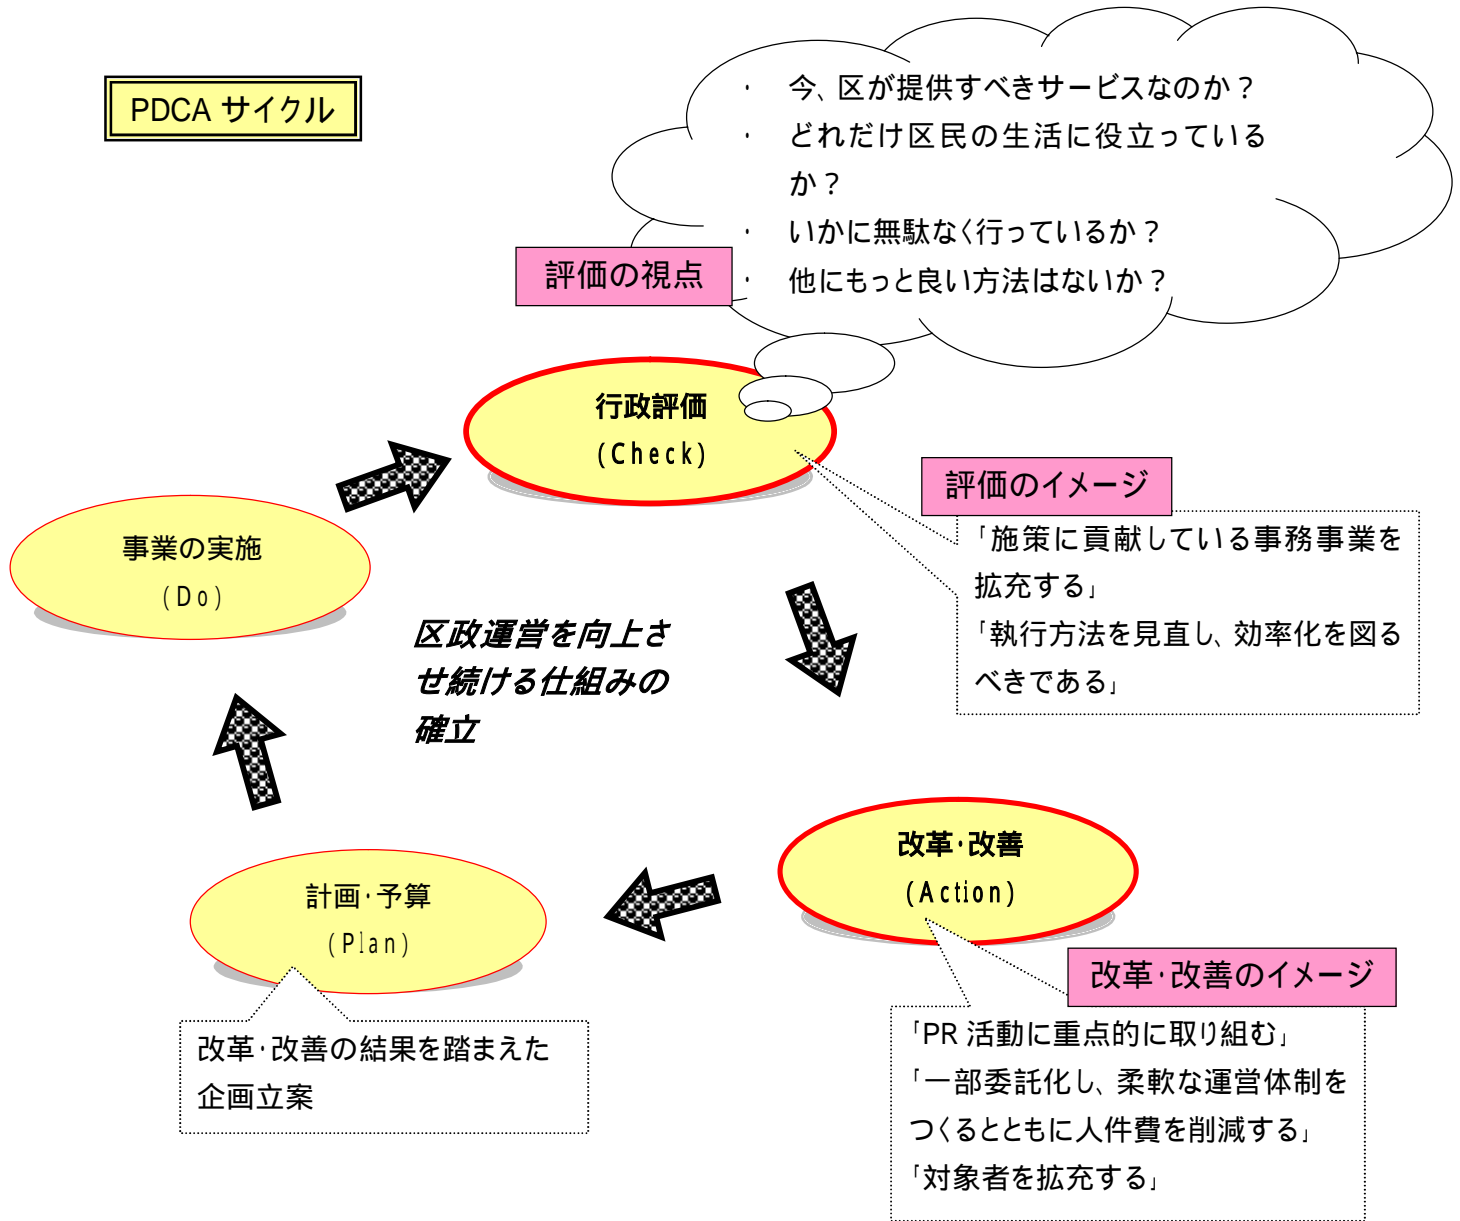 PDCA サイクル
・ 今、区が提供すべきサービスなのか？
・ どれだけ区民の生活に役立っている
か？
・ いかに無駄なく行っているか？
・ 他にもっと良い方法はないか？
評価の視点
行政評価
(Check)
評価のイメージ
「施策に貢献している事務事業を
拡充する」
「執行方法を見直し、効率化を図る
べきである」
事業の実施
(Do)
区政運営を向上さ
せ続ける仕組みの
確立
改革・改善
(Action)
計画・予算
(Plan)
改革・改善のイメージ
「PR 活動に重点的に取り組む」
「一部委託化し、柔軟な運営体制を
つくるとともに人件費を削減する」
「対象者を拡充する」
改革・改善の結果を踏まえた
企画立案